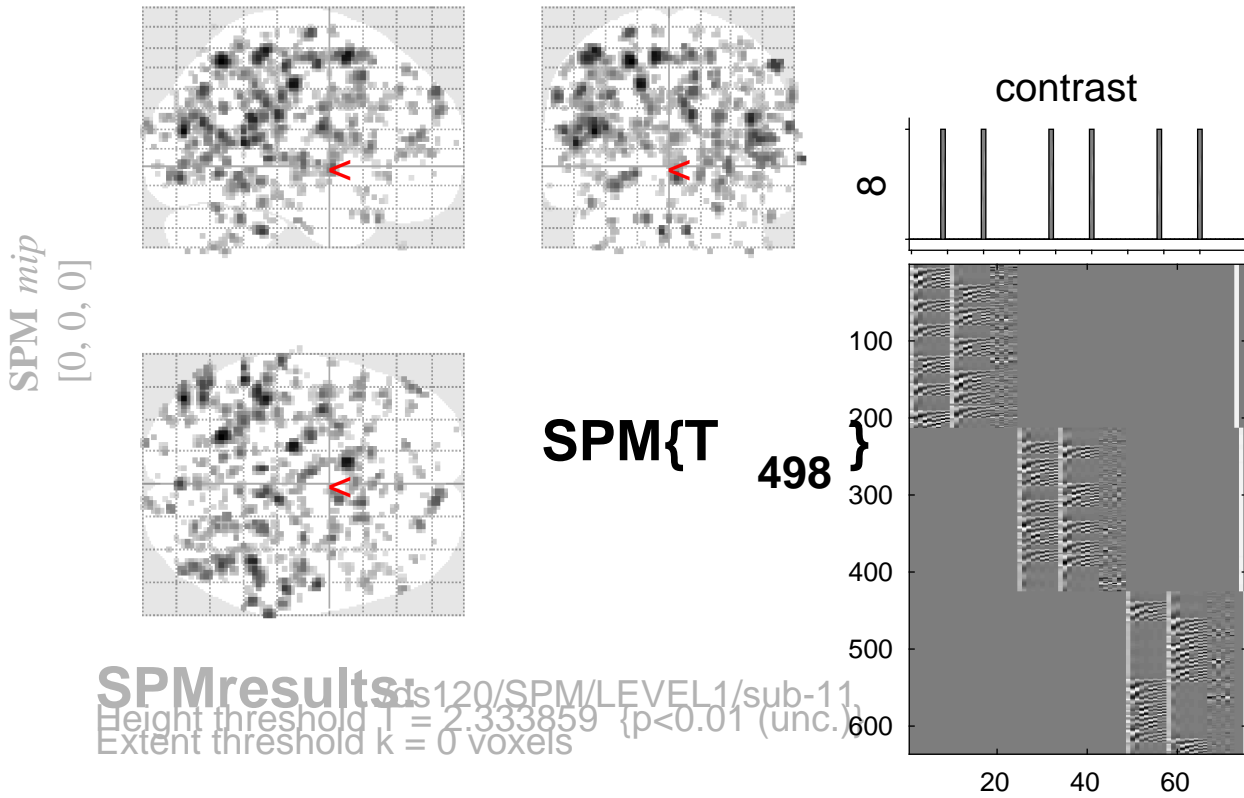 contrast
8
SPM mip
[0, 0, 0]
<
<
<
SPM{T498}
100
200
300
400
500
600
20
40
60
SPMresults: /ds120/SPM/LEVEL1/sub-11
Height threshold T = 2.333859 {p<0.01 (unc.)}
Extent threshold k = 0 voxels